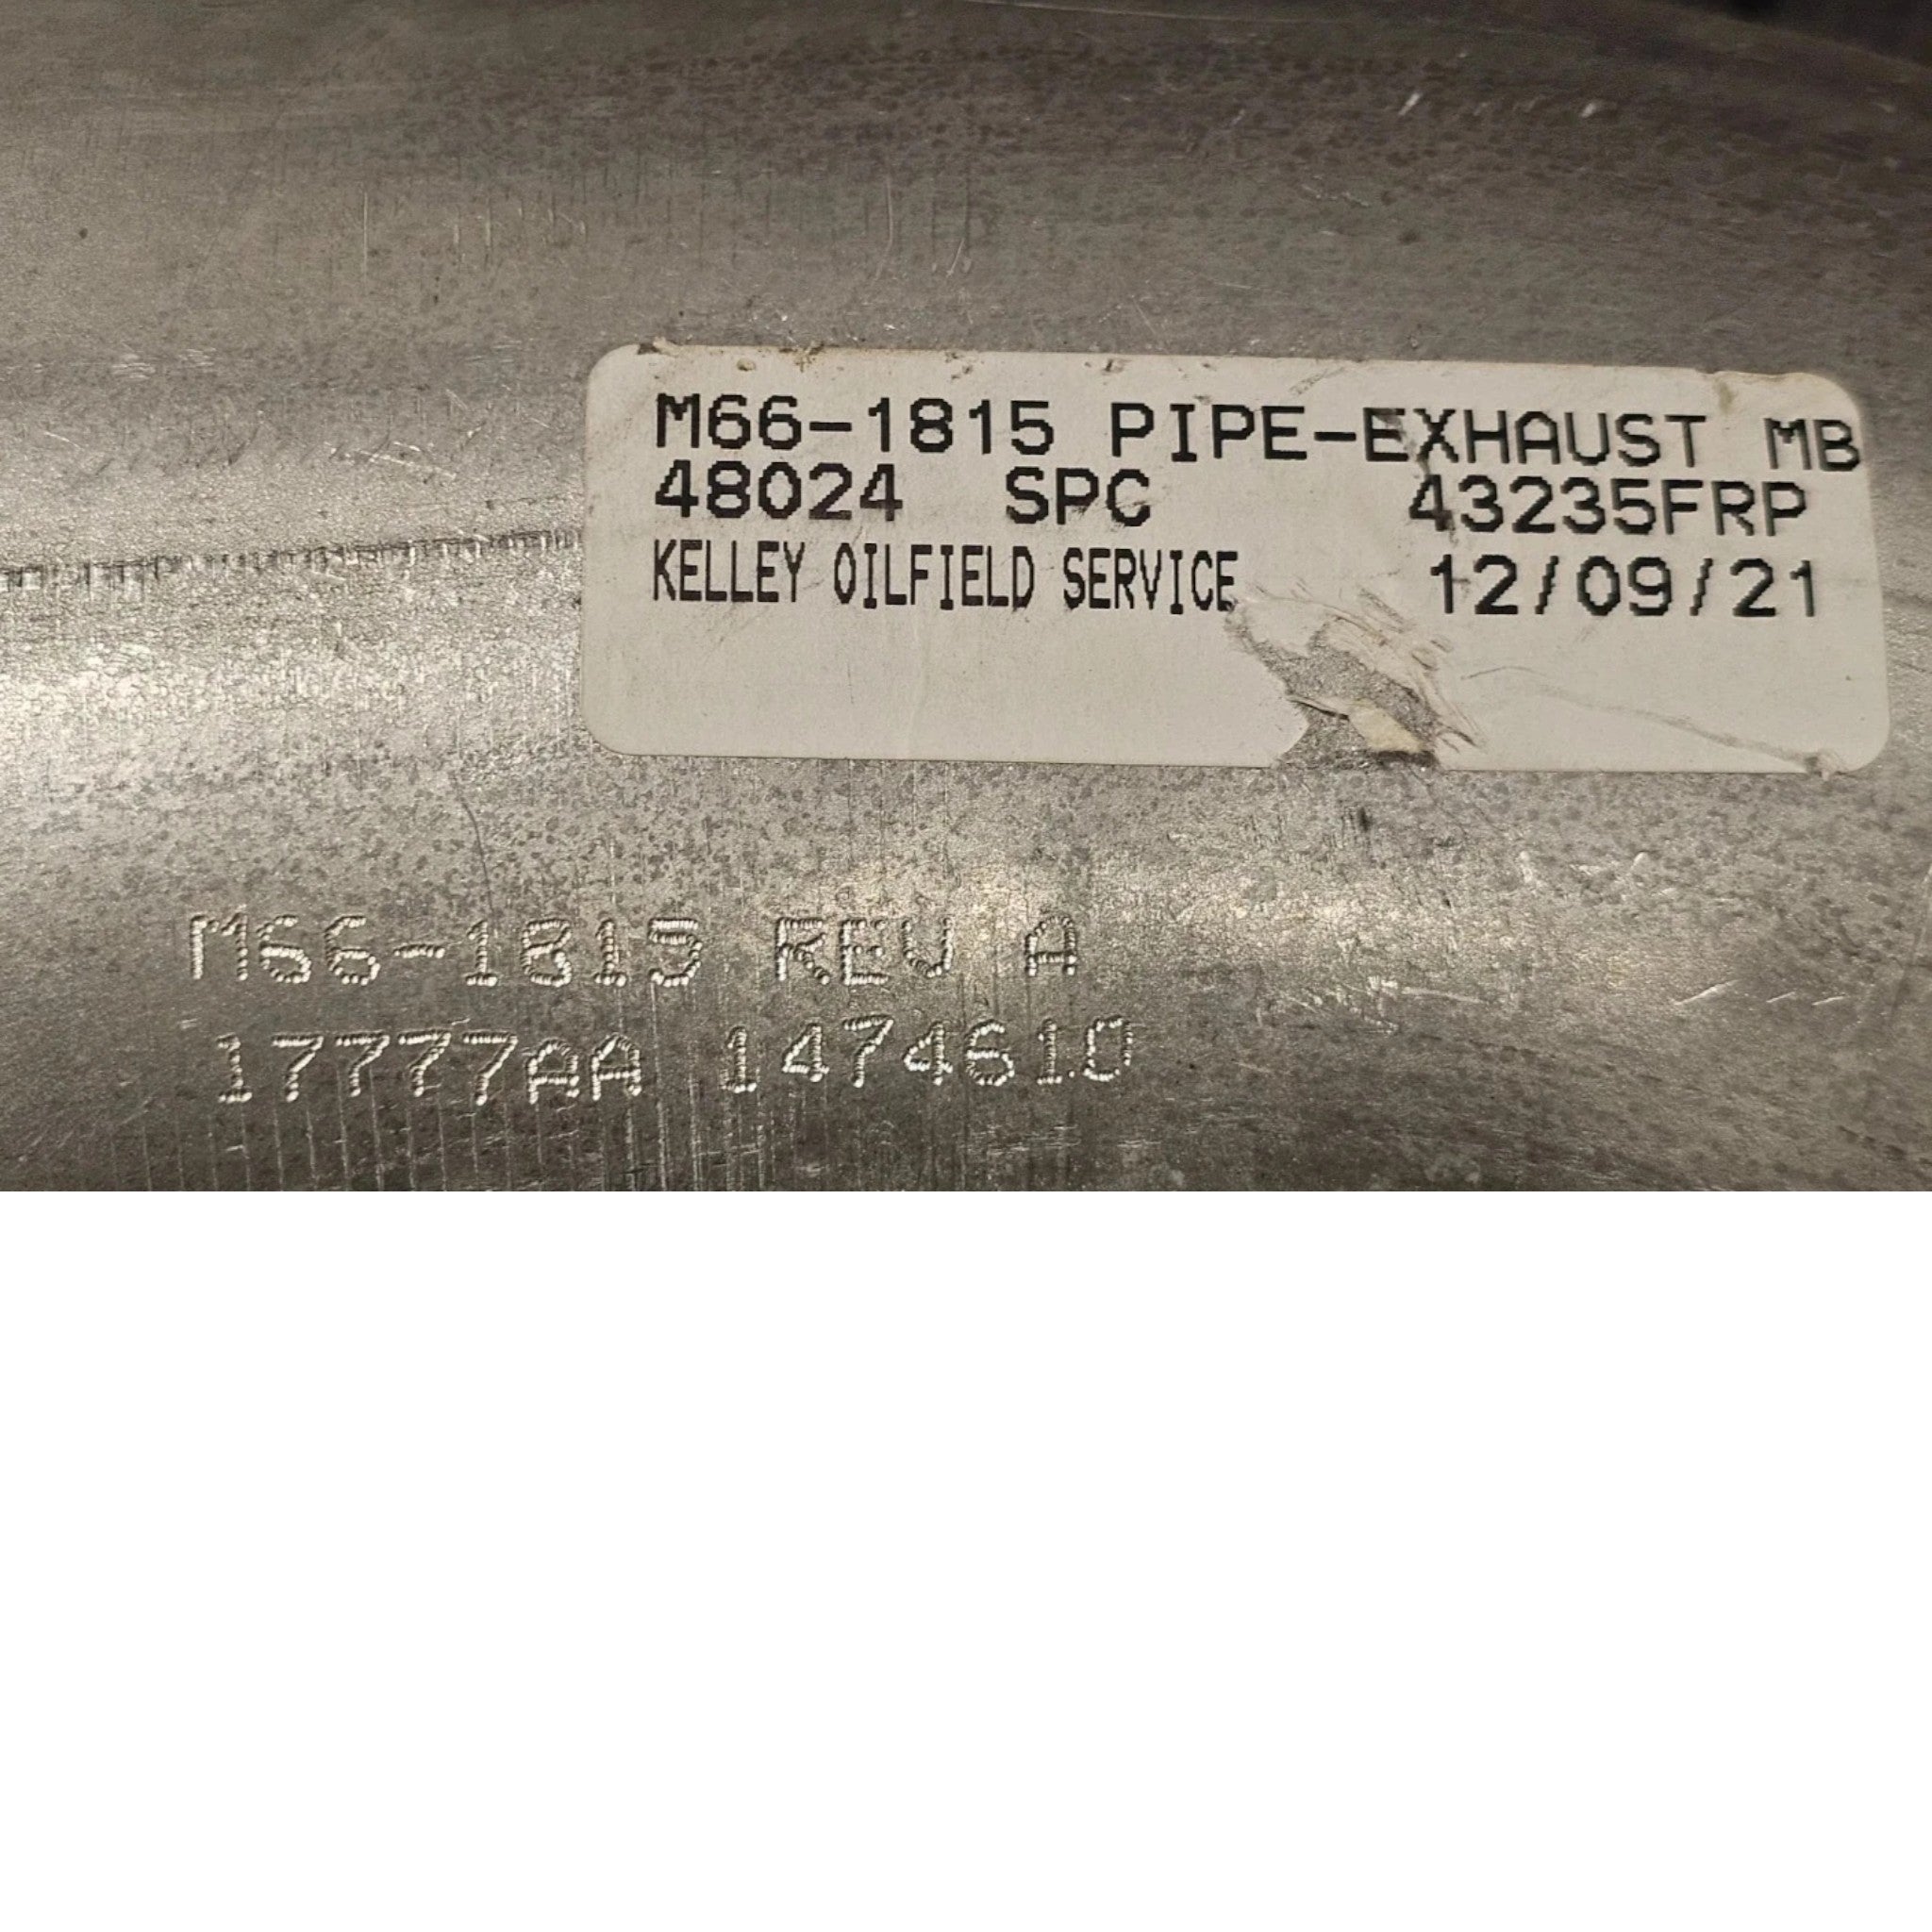 M66-1815 PIPE-EXHAUST MB
48024 SPC 43235FRP
KELLEY OILFIELD SERVICE 12/09/21
M66-1815 REV A
17777AA 1474610